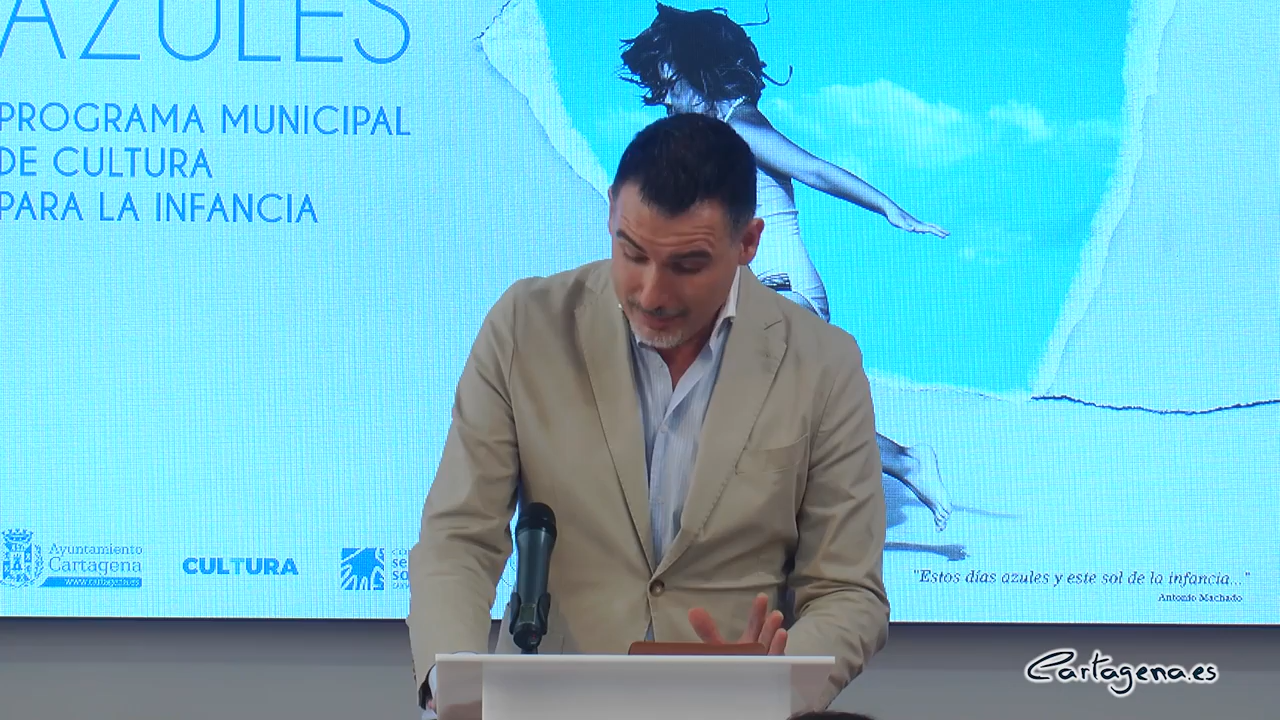 AZULES
PROGRAMA MUNICIPAL
DE CULTURA
PARA LA INFANCIA
Ayuntamiento
Cartagena
www.cartagena.es
CULTURA
"Estos días azules y este sol de la infancia..."
Antonio Machado
Cartagena.es